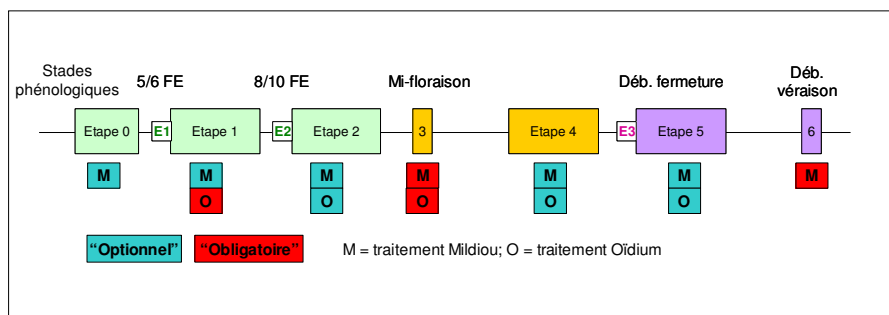 Stades
phénologiques
5/6 FE
8/10 FE
Mi-floraison
Déb. fermeture
Déb.
véraison
Etape 0
E1
Etape 1
E2
Etape 2
3
Etape 4
E3
Etape 5
6
M
M
M
M
M
M
M
O
O
O
O
O
“Optionnel”
“Obligatoire”
M = traitement Mildiou; O = traitement Oïdium